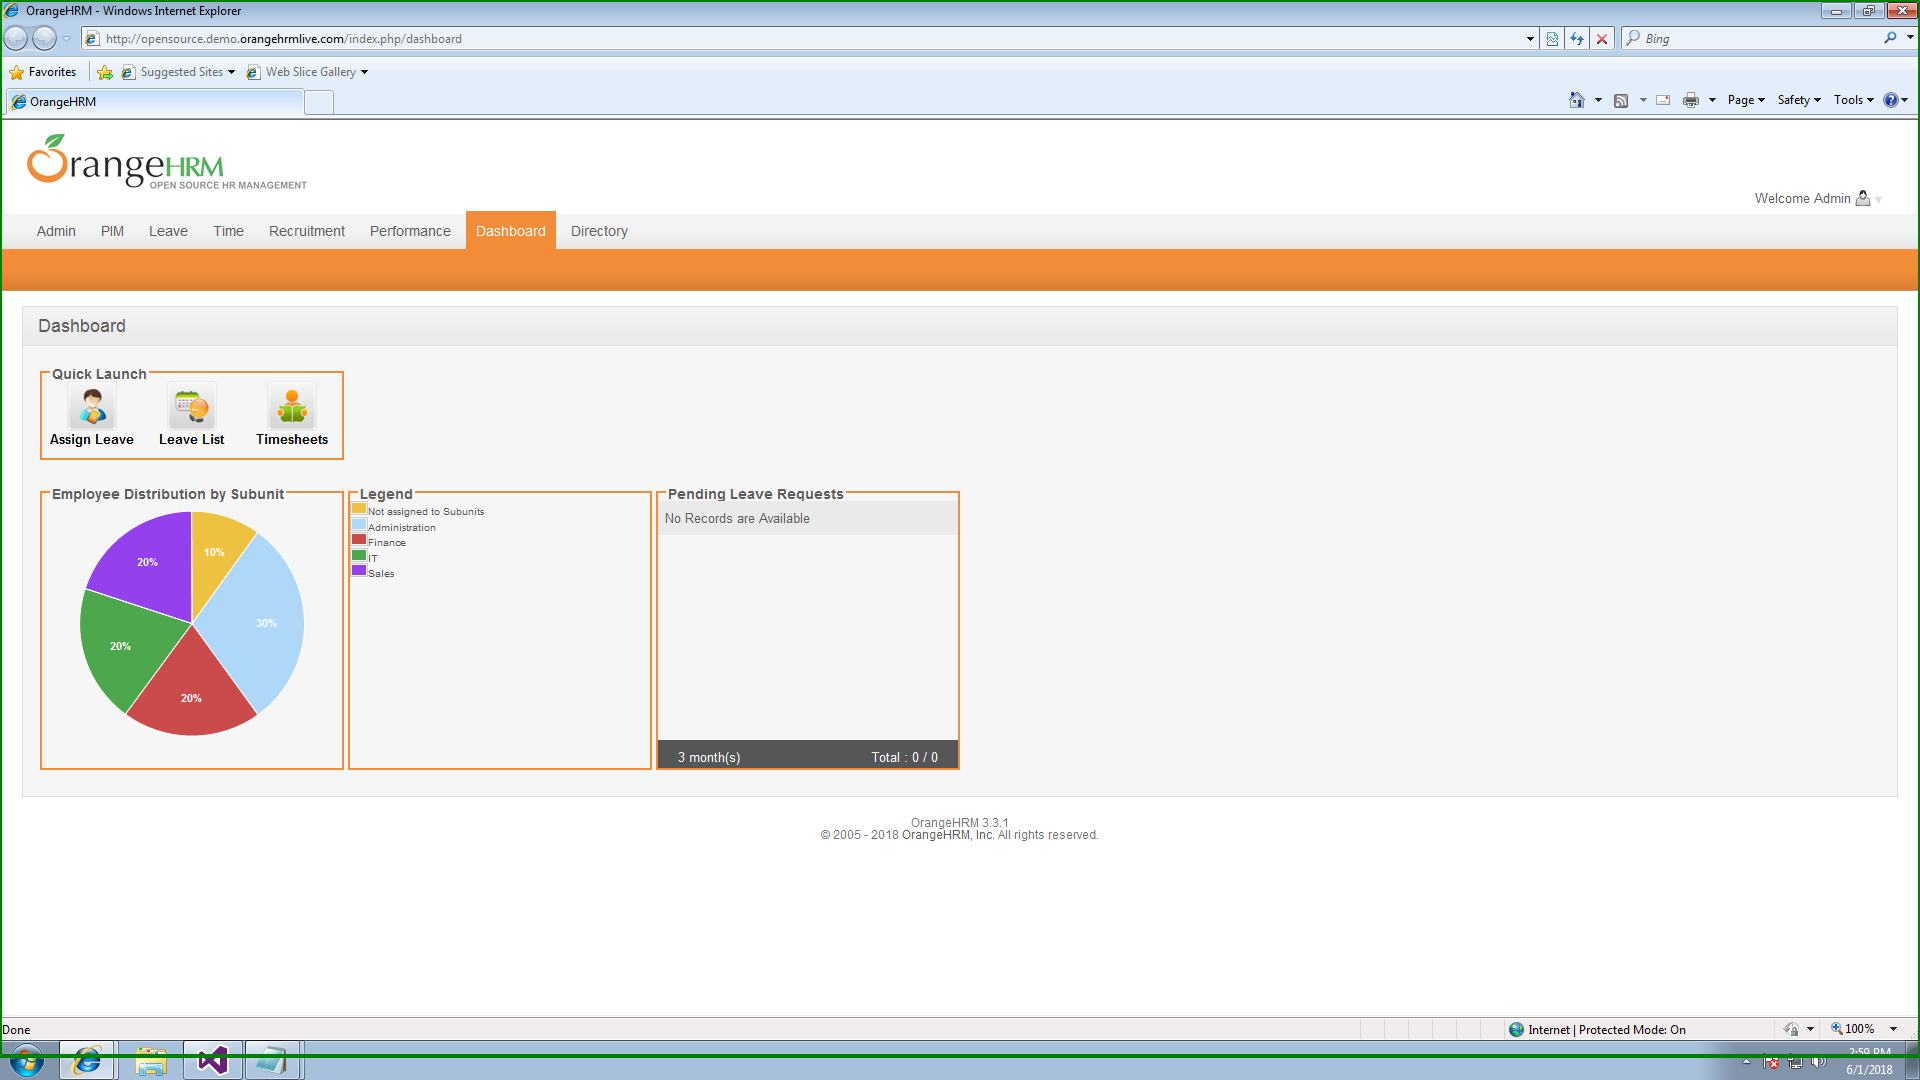 OrangeHRM - Windows Internet Explorer
http://opensource.demo.orangehrmlive.com/index.php/dashboard
Bing
Favorites
Suggested Sites
Web Slice Gallery
OrangeHRM
Page
Safety
Tools
OrangeHRM
OPEN SOURCE HR MANAGEMENT
Welcome Admin
Admin
PIM
Leave
Time
Recruitment
Performance
Dashboard
Directory
Dashboard
Quick Launch
Assign Leave
Leave List
Timesheets
Employee Distribution by Subunit
10%
20%
30%
20%
20%
Legend
Not assigned to Subunits
Administration
Finance
IT
Sales
Pending Leave Requests
No Records are Available
3 month(s)
Total : 0 / 0
OrangeHRM 3.3.1
© 2005 - 2018 OrangeHRM, Inc. All rights reserved.
Done
Internet | Protected Mode: On
100%
2:59 PM
6/1/2018